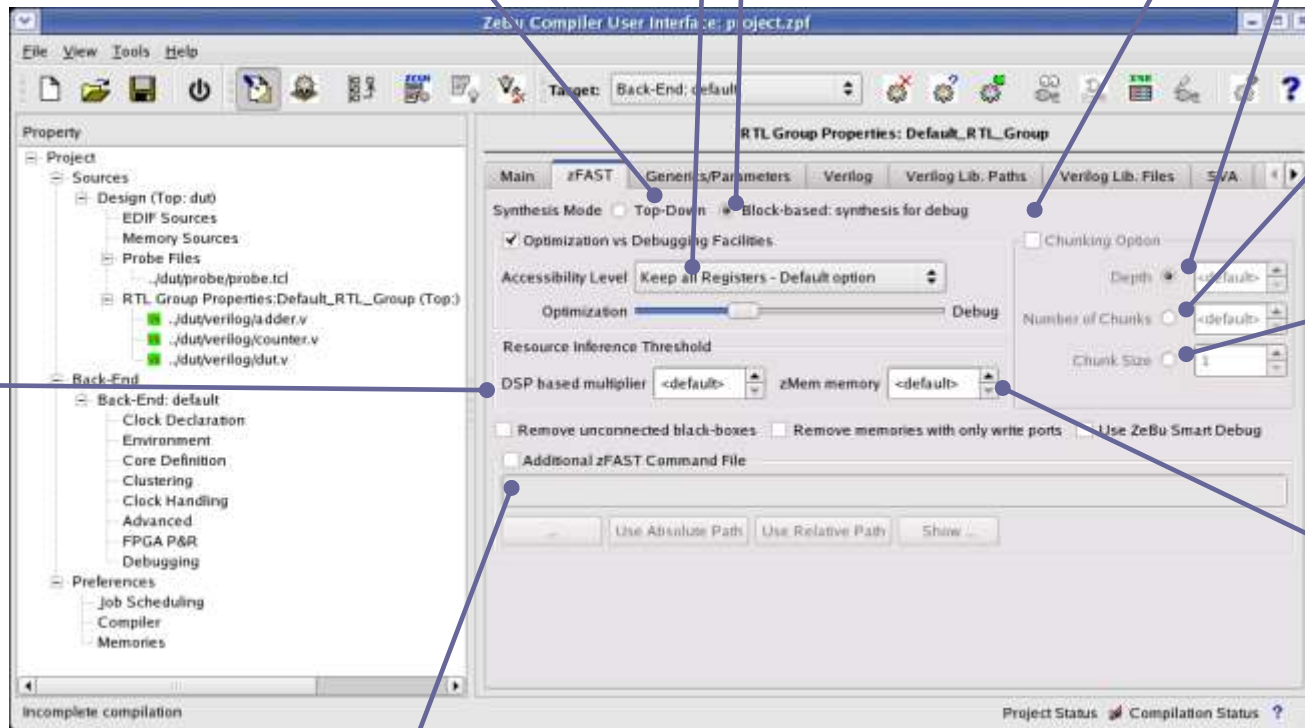 ZeBu Compiler User Interface: project.zpf
File View Tools Help
Target: Back-End: default
Property
Project
Sources
Design (Top: dut)
EDIF Sources
Memory Sources
Probe Files
../dut/probe/probe.tcl
RTL Group Properties:Default_RTL_Group (Top:)
../dut/verilog/adder.v
../dut/verilog/counter.v
../dut/verilog/dut.v
Back-End
Back-End: default
Clock Declaration
Environment
Core Definition
Clustering
Clock Handling
Advanced
FPGA P&R
Debugging
Preferences
Job Scheduling
Compiler
Memories
RTL Group Properties: Default_RTL_Group
Main zFAST Generics/Parameters Verilog Verilog Lib. Paths Verilog Lib. Files SVA
Synthesis Mode Top-Down Block-based: synthesis for debug
Optimization vs Debugging Facilities
Accessibility Level Keep all Registers - Default option
Optimization Debug
Chunking Option
Depth <default>
Number of Chunks <default>
Chunk Size 1
Resource Inference Threshold
DSP based multiplier <default> zMem memory <default>
Remove unconnected black-boxes Remove memories with only write ports Use ZeBu Smart Debug
Additional zFAST Command File
... Use Absolute Path Use Relative Path Show ...
Incomplete compilation
Project Status Compilation Status ?